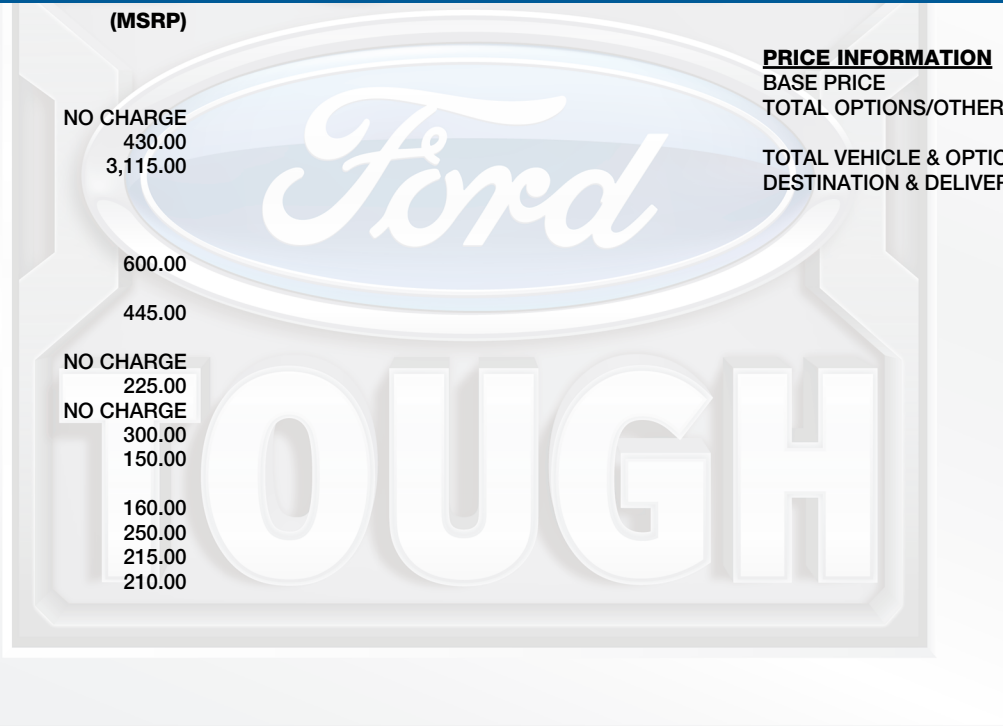 (MSRP)
NO CHARGE
430.00
3,115.00
600.00
445.00
NO CHARGE
225.00
NO CHARGE
300.00
150.00
160.00
250.00
215.00
210.00
PRICE INFORMATION
BASE PRICE
TOTAL OPTIONS/OTHER
TOTAL VEHICLE & OPTIO
DESTINATION & DELIVER
Ford
TOUGH